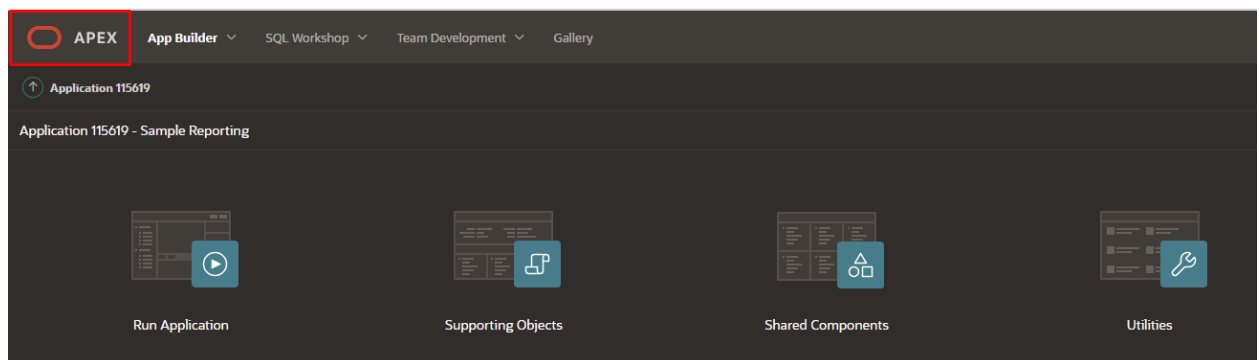 APEX App Builder SQL Workshop Team Development Gallery
Application 115619
Application 115619 - Sample Reporting
Run Application Supporting Objects Shared Components Utilities